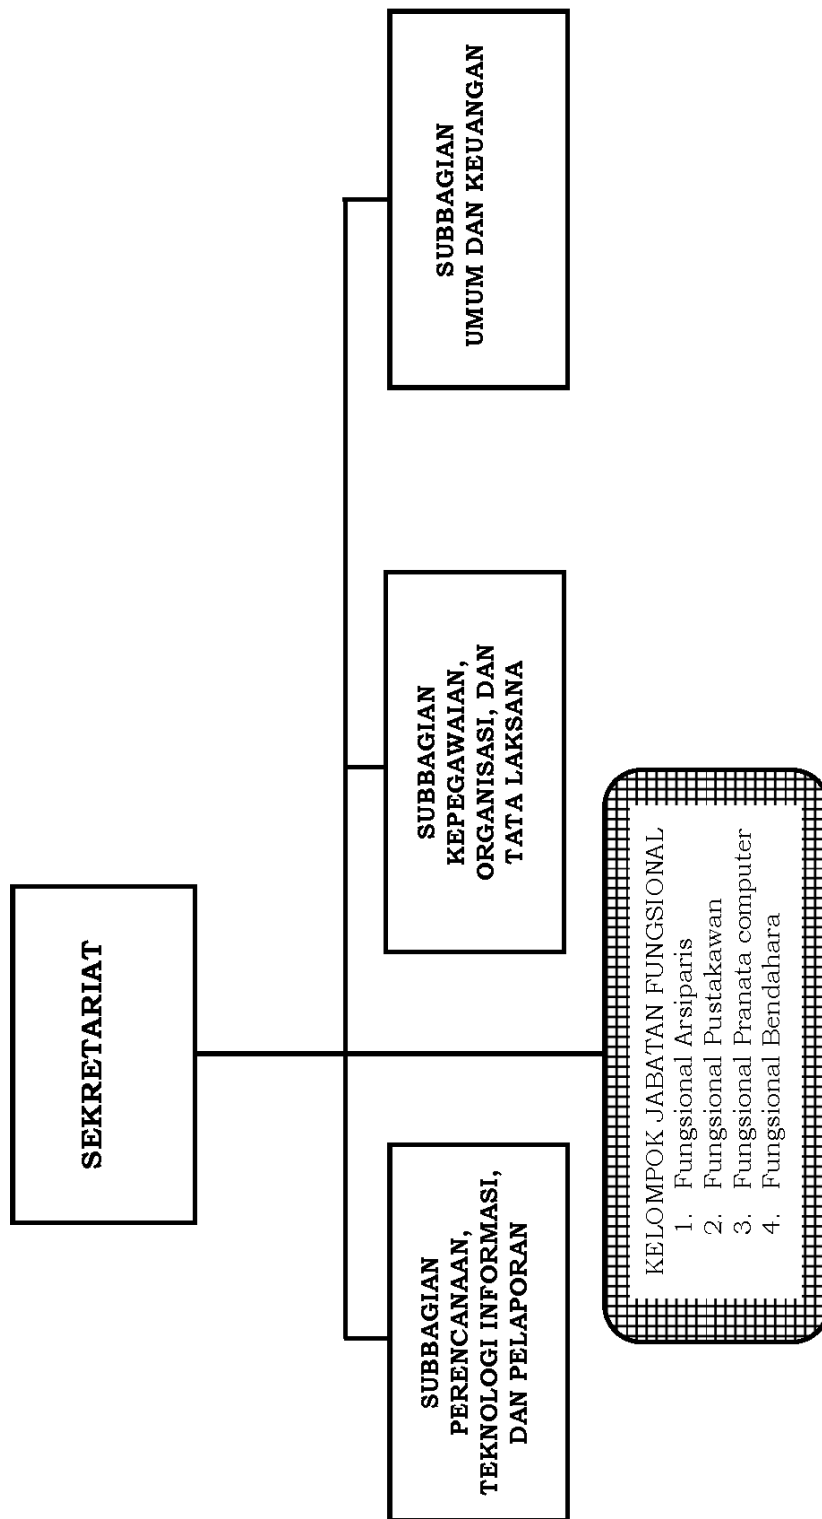 SEKRETARIAT
SUBBAGIAN
PERENCANAAN,
TEKNOLOGI INFORMASI,
DAN PELAPORAN
SUBBAGIAN
KEPEGAWAIAN,
ORGANISASI, DAN
TATA LAKSANA
SUBBAGIAN
UMUM DAN KEUANGAN
KELOMPOK JABATAN FUNGSIONAL
1. Fungsional Arsiparis
2. Fungsional Pustakawan
3. Fungsional Pranata computer
4. Fungsional Bendahara